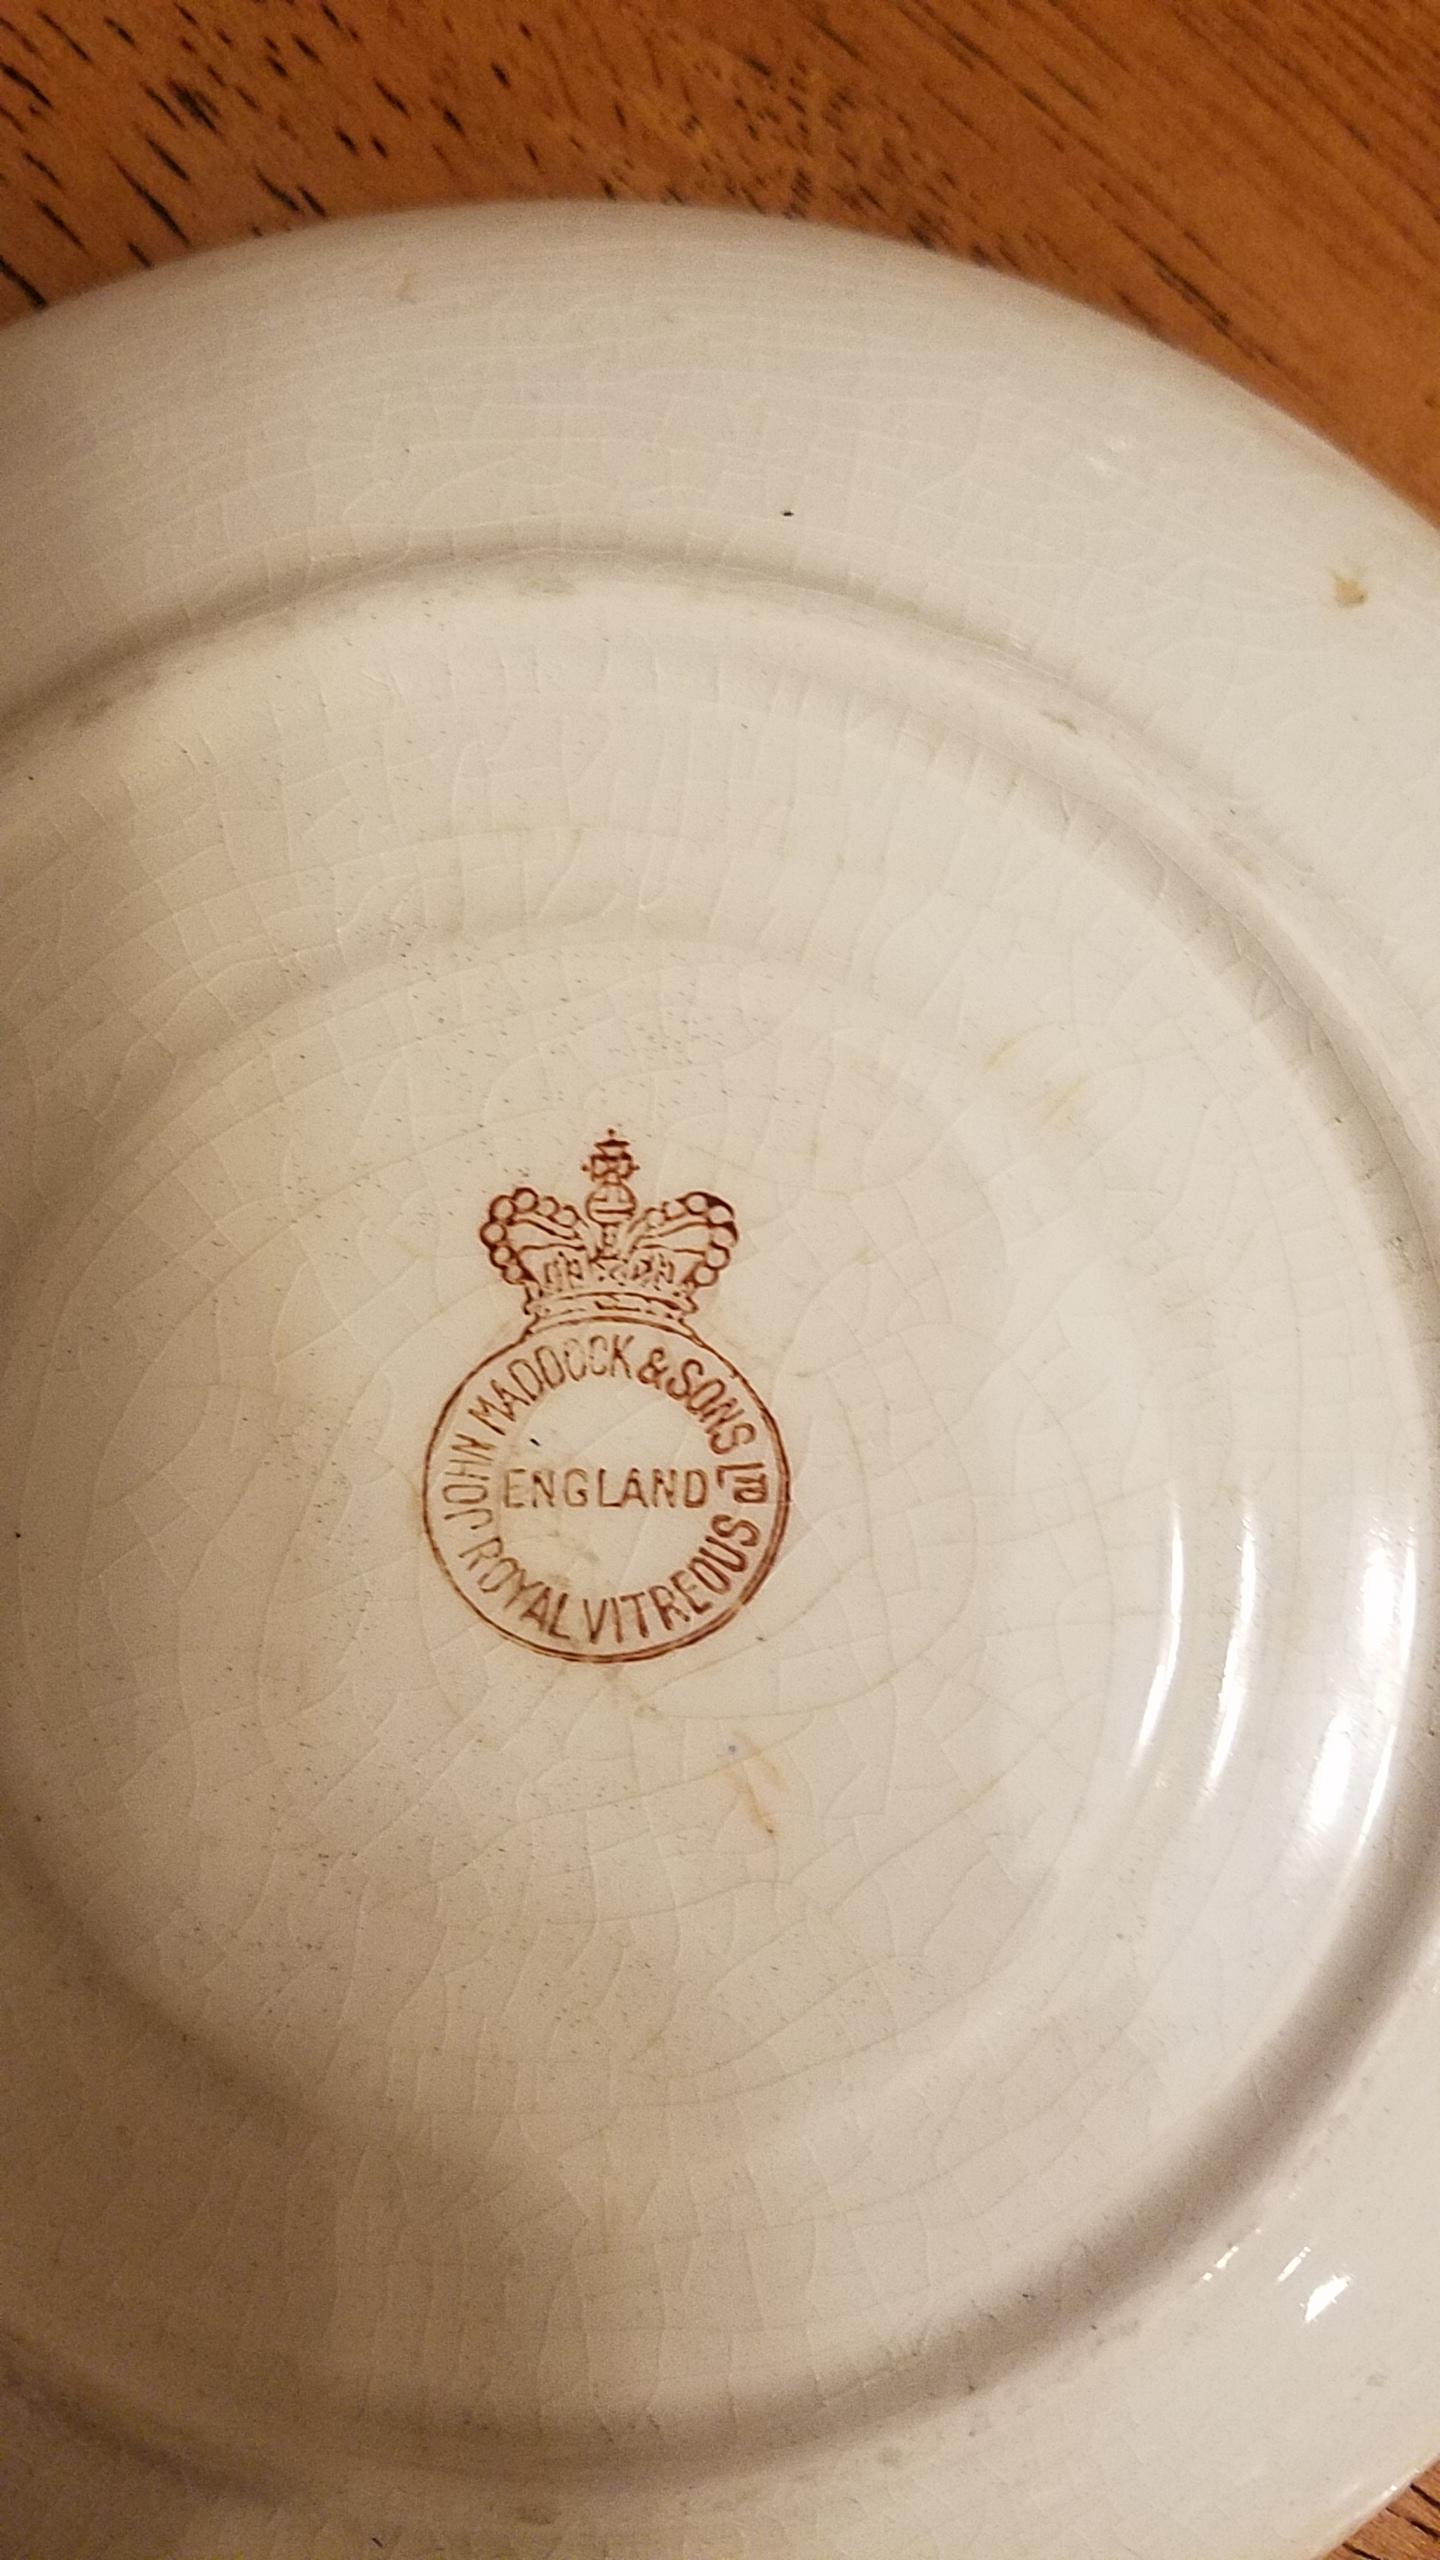 JOHN MADDOCK & SONS LTD
ENGLAND
ROYAL VITREOUS